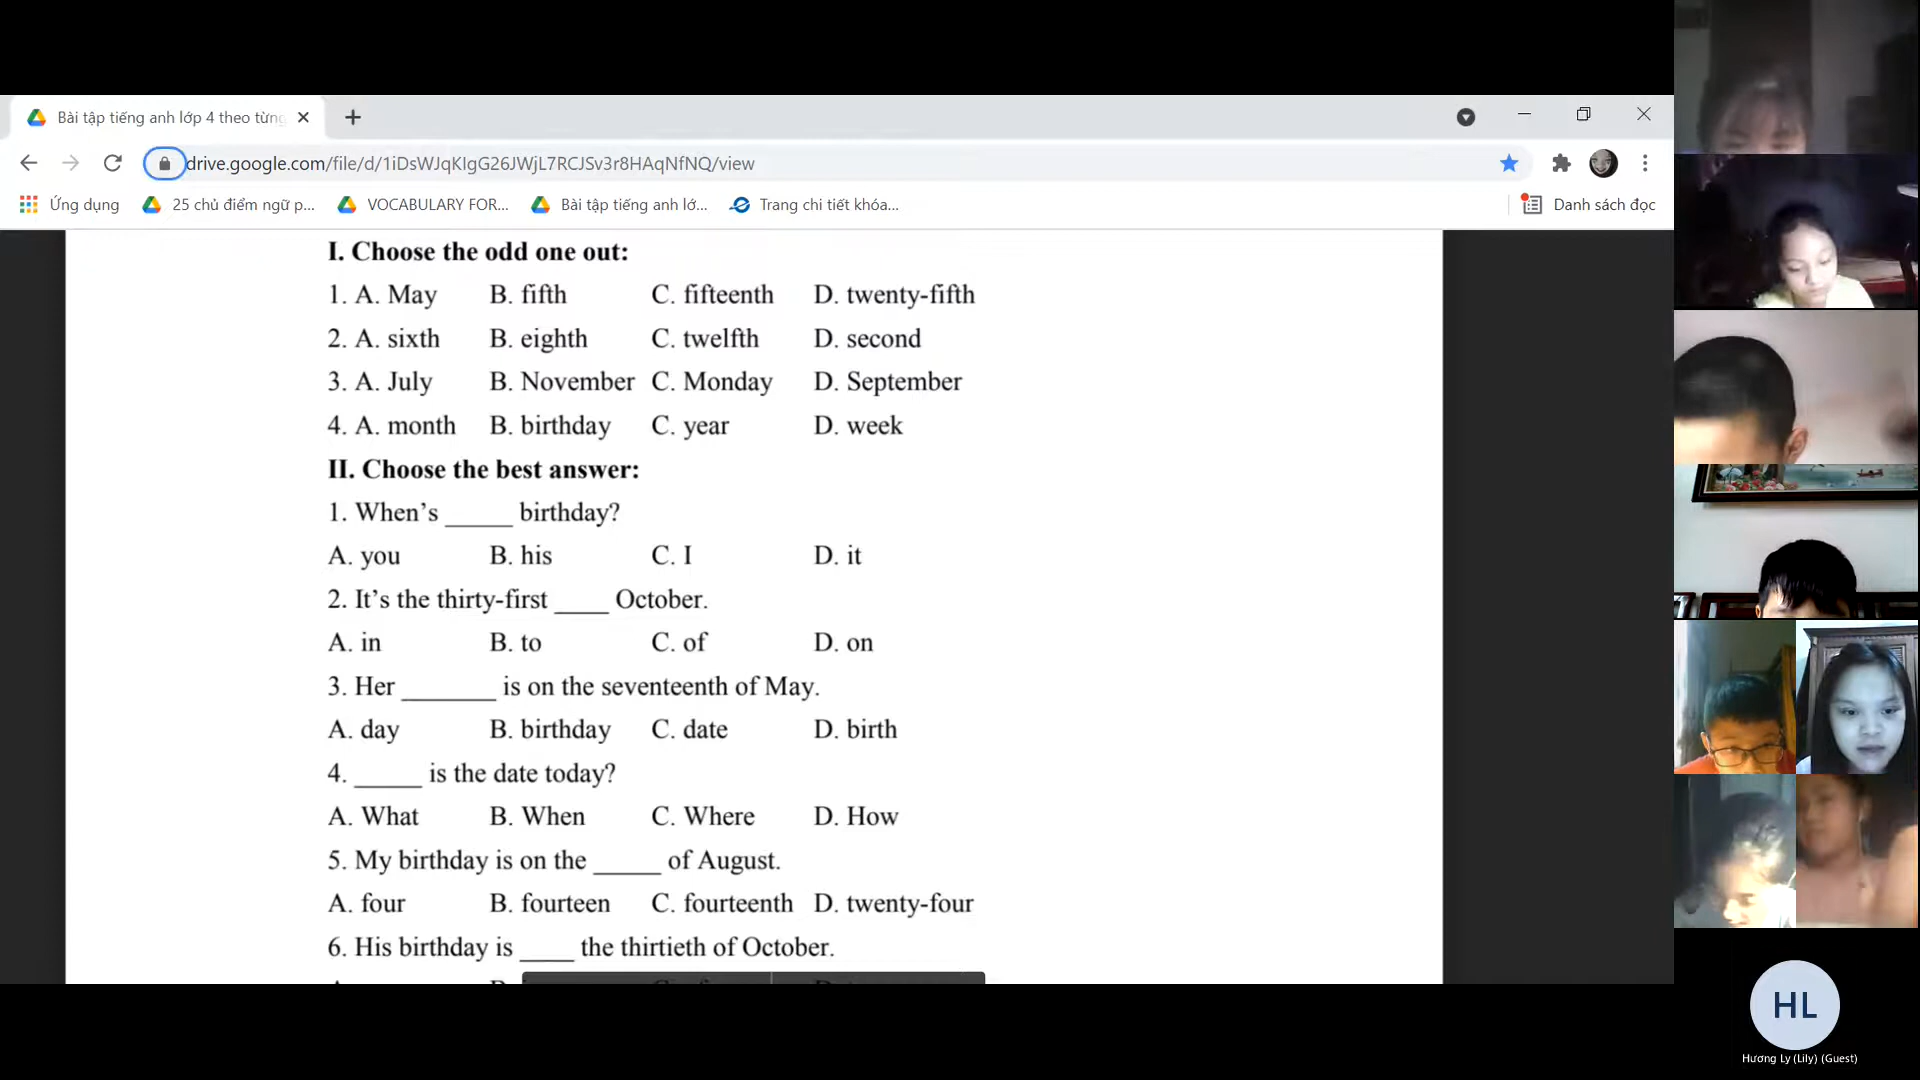 Bài tập tiếng anh lớp 4 theo từng
drive.google.com/file/d/1iDsWJqKIgG26JWjL7RCJSv3r8HAqNfNQ/view
Ứng dụng 25 chủ điểm ngữ p... VOCABULARY FOR... Bài tập tiếng anh lớ... Trang chi tiết khóa... Danh sách đọc
I. Choose the odd one out:
1. A. May B. fifth C. fifteenth D. twenty-fifth
2. A. sixth B. eighth C. twelfth D. second
3. A. July B. November C. Monday D. September
4. A. month B. birthday C. year D. week
II. Choose the best answer:
1. When’s _____ birthday?
A. you B. his C. I D. it
2. It’s the thirty-first ____ October.
A. in B. to C. of D. on
3. Her _______ is on the seventeenth of May.
A. day B. birthday C. date D. birth
4. _____ is the date today?
A. What B. When C. Where D. How
5. My birthday is on the _____ of August.
A. four B. fourteen C. fourteenth D. twenty-four
6. His birthday is ____ the thirtieth of October.
HL
Hương Ly (Lily) (Guest)